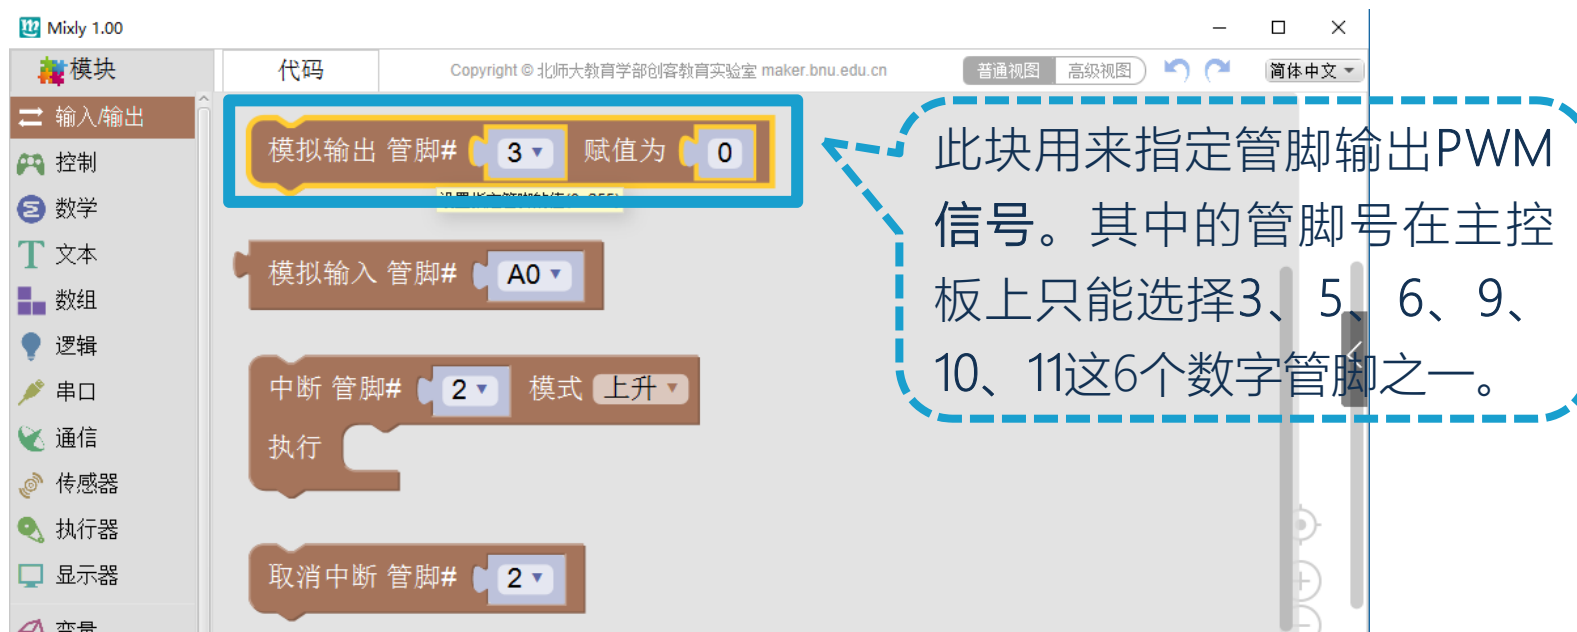 Mixly 1.00
模块
代码
Copyright © 北师大教育学部创客教育实验室 maker.bnu.edu.cn
普通视图
高级视图
简体中文
输入/输出
控制
数学
文本
数组
逻辑
串口
通信
传感器
执行器
显示器
变量
模拟输出 管脚# 3 赋值为 0
模拟输入 管脚# A0
中断 管脚# 2 模式 上升
执行
取消中断 管脚# 2
此块用来指定管脚输出PWM
信号。其中的管脚号在主控
板上只能选择3、5、6、9、
10、11这6个数字管脚之一。